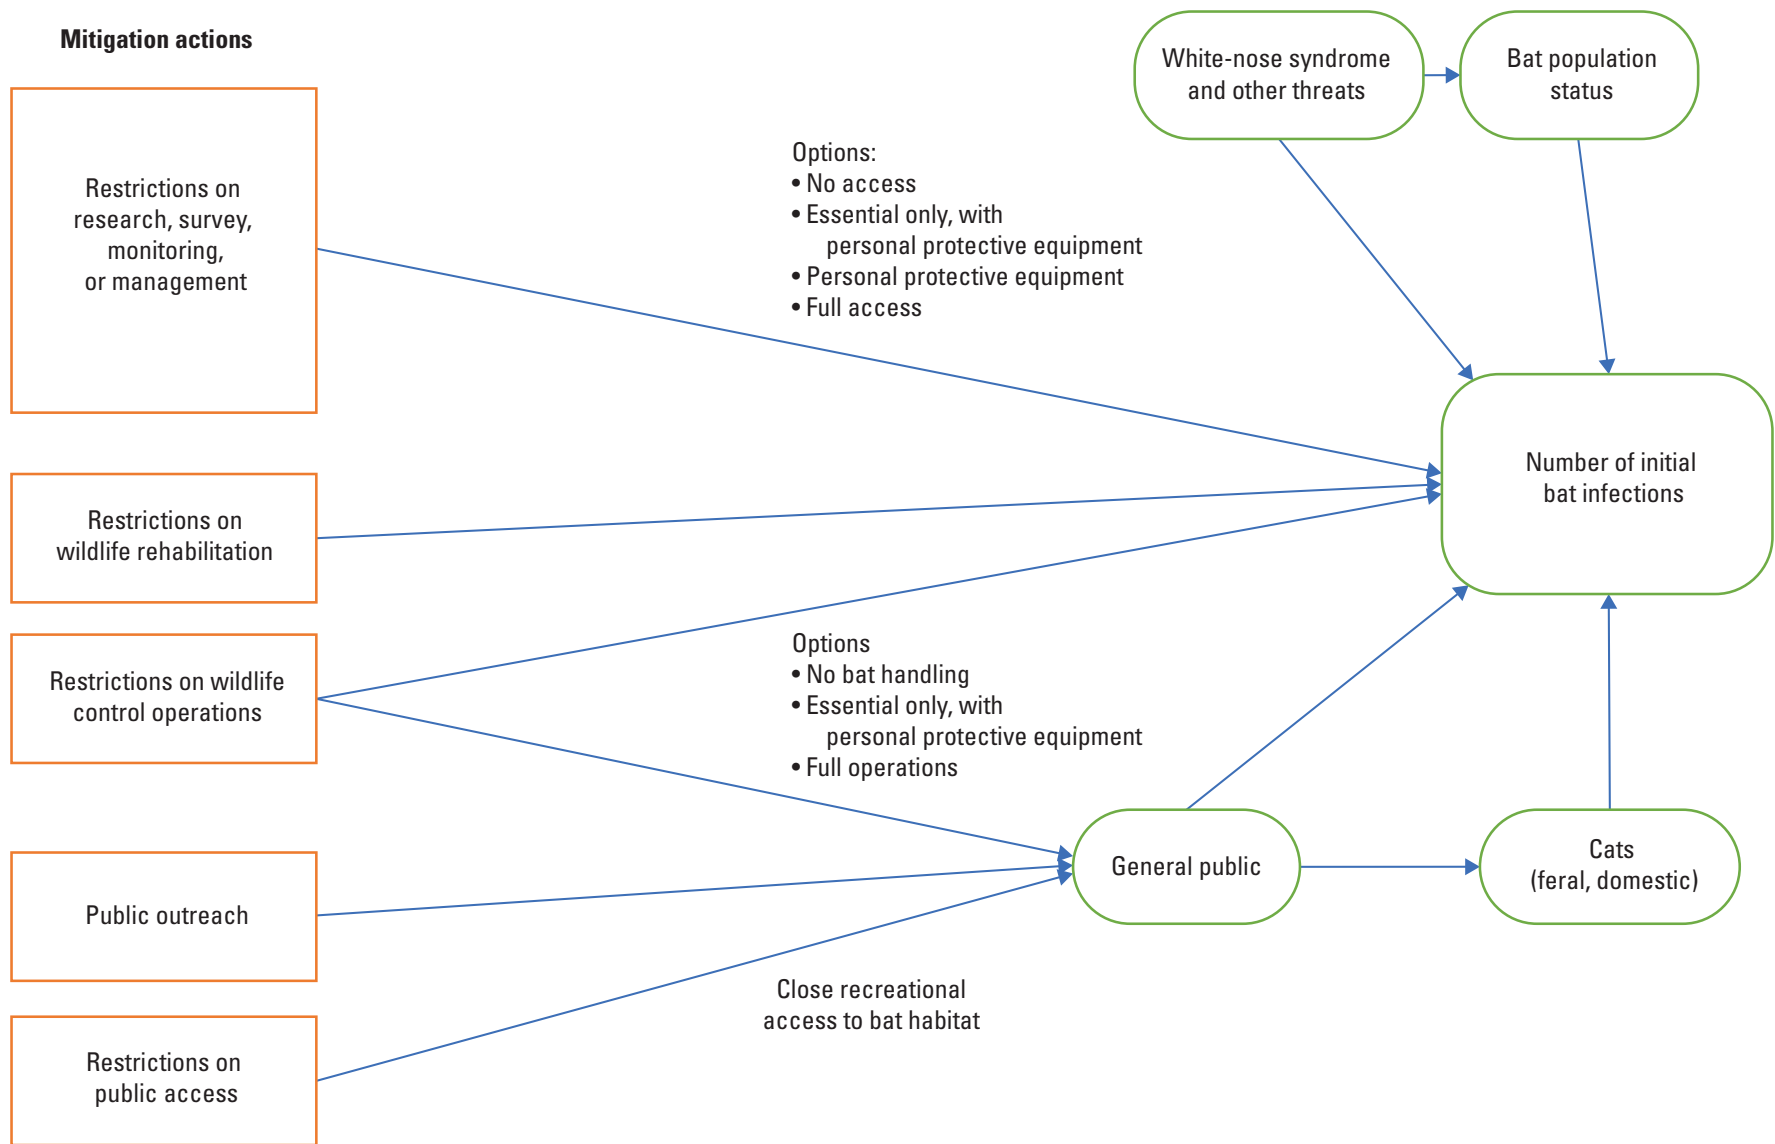 Mitigation actions
Restrictions on
research, survey,
monitoring,
or management
Restrictions on
wildlife rehabilitation
Restrictions on wildlife
control operations
Public outreach
Restrictions on
public access
Options:
• No access
• Essential only, with
personal protective equipment
• Personal protective equipment
• Full access
Options
• No bat handling
• Essential only, with
personal protective equipment
• Full operations
Close recreational
access to bat habitat
White-nose syndrome
and other threats
Bat population
status
Number of initial
bat infections
General public
Cats
(feral, domestic)